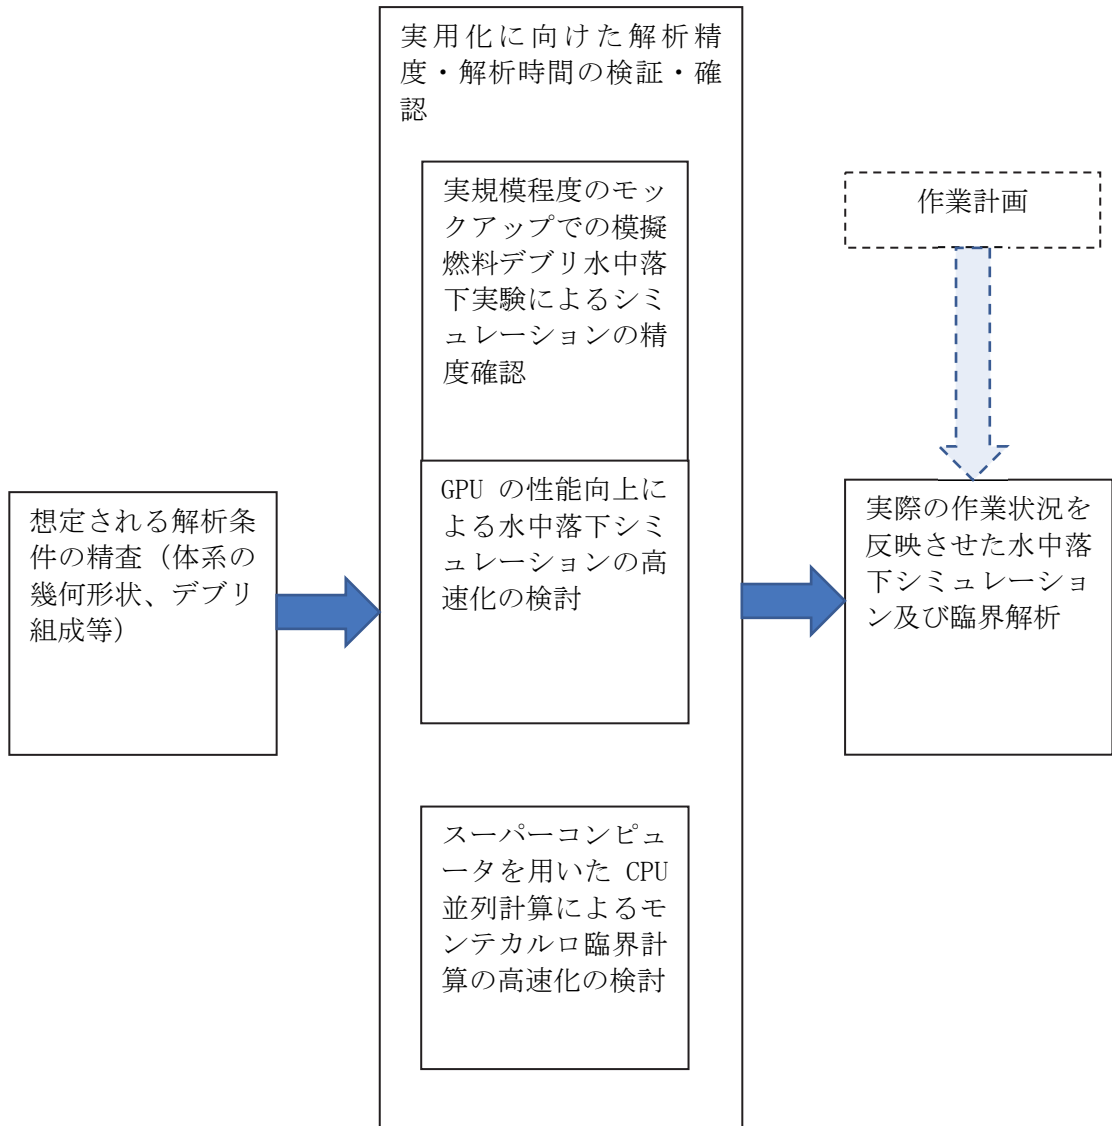 実用化に向けた解析精
度・解析時間の検証・確
認
実規模程度のモッ
クアップでの模擬
燃料デブリ水中落
下実験によるシミ
ュレーションの精
度確認
作業計画
GPU の性能向上に
よる水中落下シミ
ュレーションの高
速化の検討
想定される解析条
件の精査（体系の
幾何形状、デブリ
組成等）
実際の作業状況を
反映させた水中落
下シミュレーショ
ン及び臨界解析
スーパーコンピュ
ータを用いた CPU
並列計算によるモ
ンテカルロ臨界計
算の高速化の検討